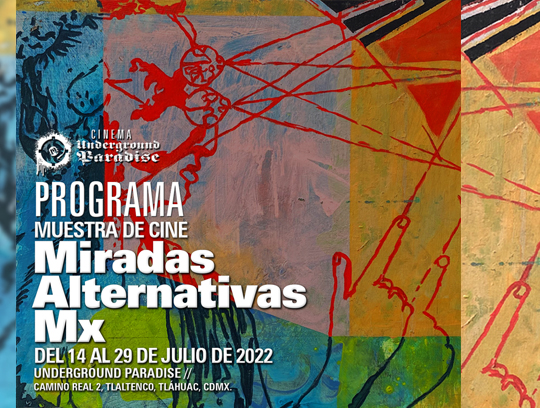 CINEMA
Underground
Paradise
PROGRAMA
MUESTRA DE CINE
Miradas
Alternativas
Mx
DEL 14 AL 29 DE JULIO DE 2022
UNDERGROUND PARADISE //
CAMINO REAL 2, TLALTENCO, TLÁHUAC, CDMX.